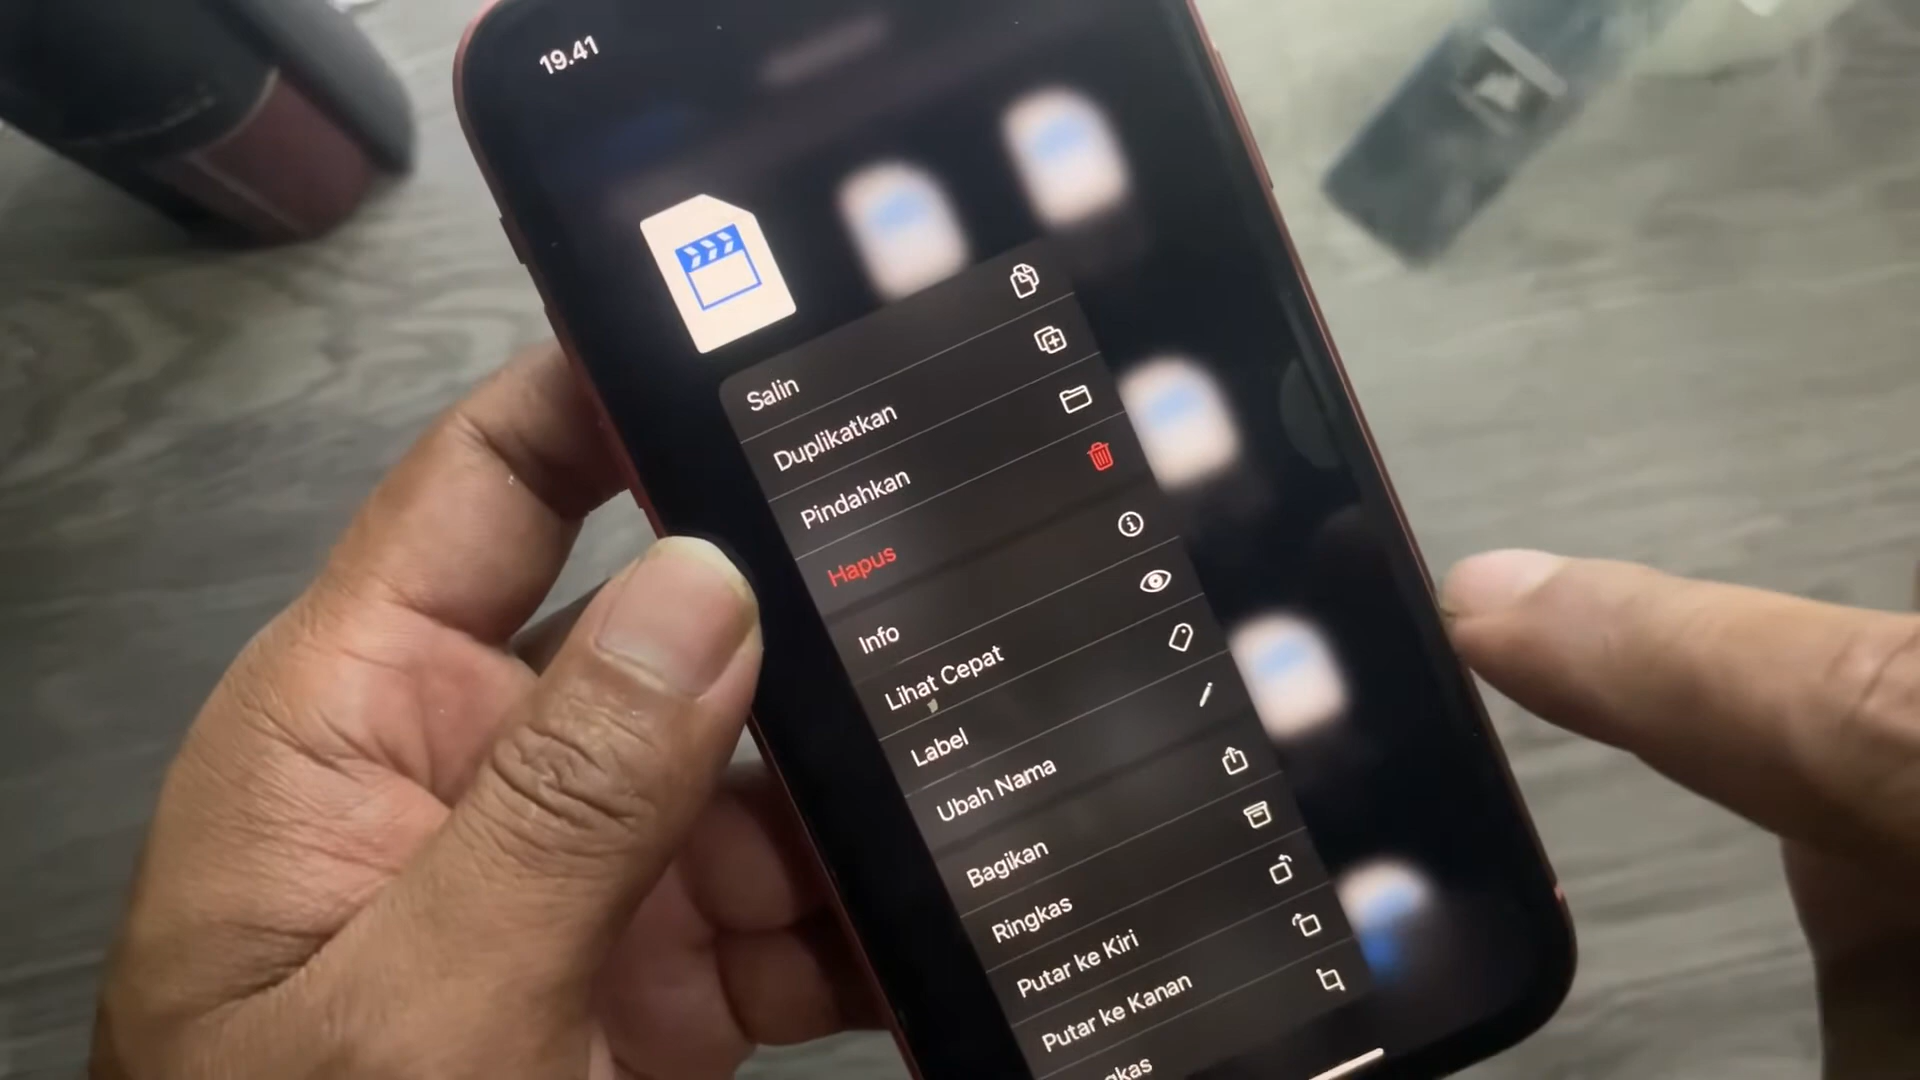 19.41
Salin
Duplikatkan
Pindahkan
Hapus
Info
Lihat Cepat
Label
Ubah Nama
Bagikan
Ringkas
Putar ke Kiri
Putar ke Kanan